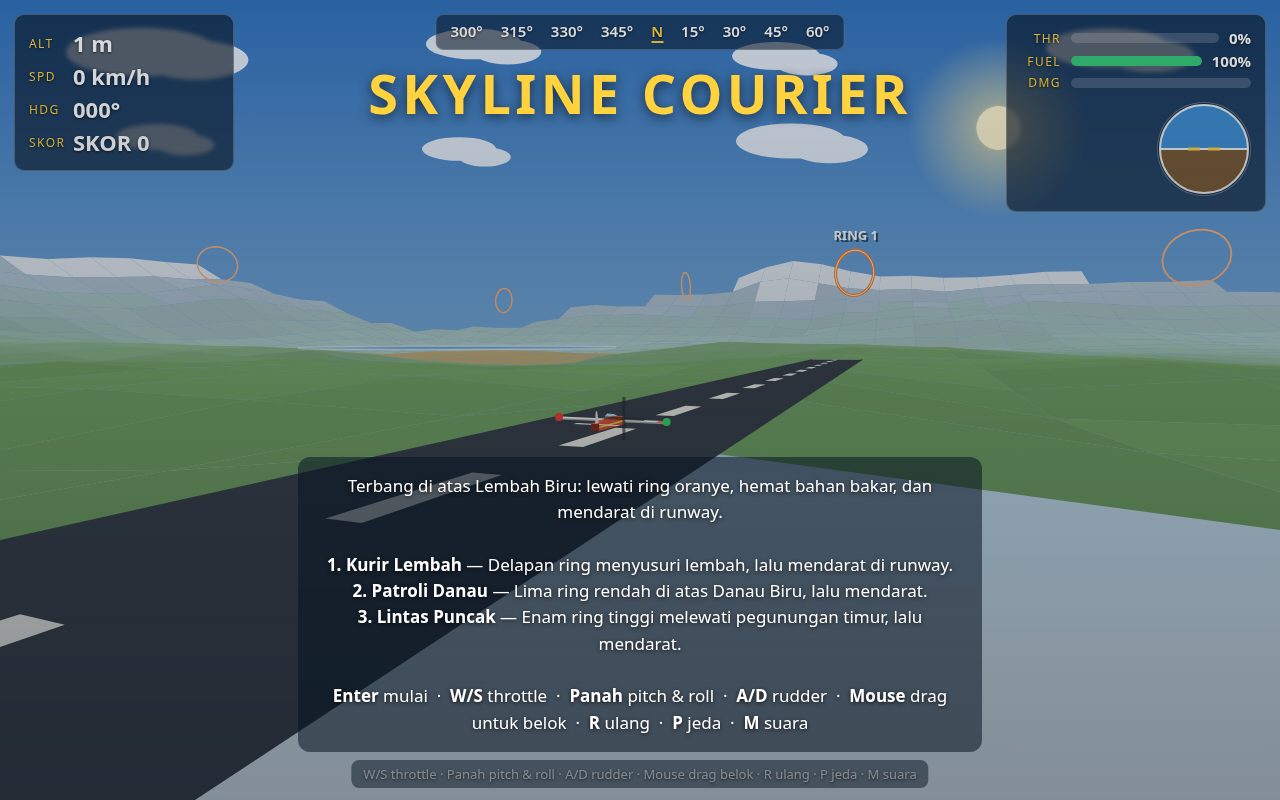 ALT 1 m
SPD 0 km/h
HDG 000°
SKOR SKOR 0
300° 315° 330° 345° N 15° 30° 45° 60°
THR 0%
FUEL 100%
DMG
SKYLINE COURIER
RING 1
Terbang di atas Lembah Biru: lewati ring oranye, hemat bahan bakar, dan
mendarat di runway.
1. Kurir Lembah — Delapan ring menyusuri lembah, lalu mendarat di runway.
2. Patroli Danau — Lima ring rendah di atas Danau Biru, lalu mendarat.
3. Lintas Puncak — Enam ring tinggi melewati pegunungan timur, lalu
mendarat.
Enter mulai · W/S throttle · Panah pitch & roll · A/D rudder · Mouse drag
untuk belok · R ulang · P jeda · M suara
W/S throttle · Panah pitch & roll · A/D rudder · Mouse drag belok · R ulang · P jeda · M suara